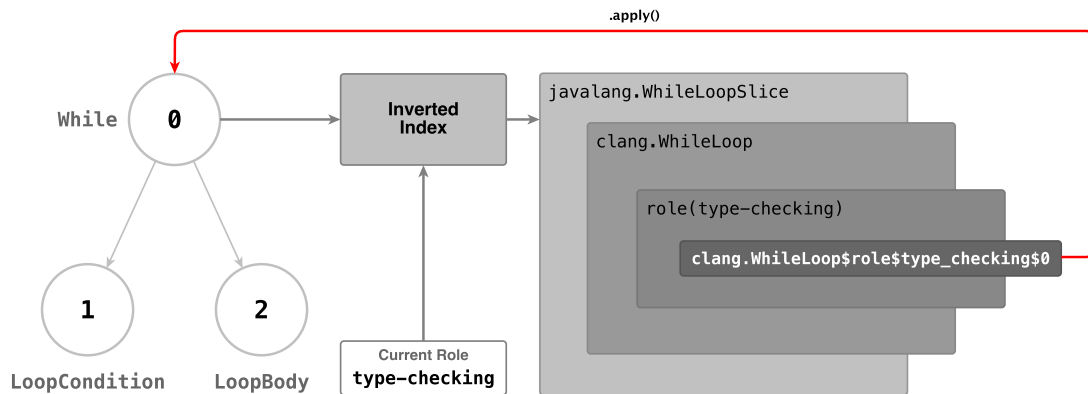 .apply()
While
0
Inverted
Index
javalang.WhileLoopSlice
clang.WhileLoop
role(type-checking)
clang.WhileLoop$role$type_checking$0
1
2
LoopCondition
LoopBody
Current Role
type-checking